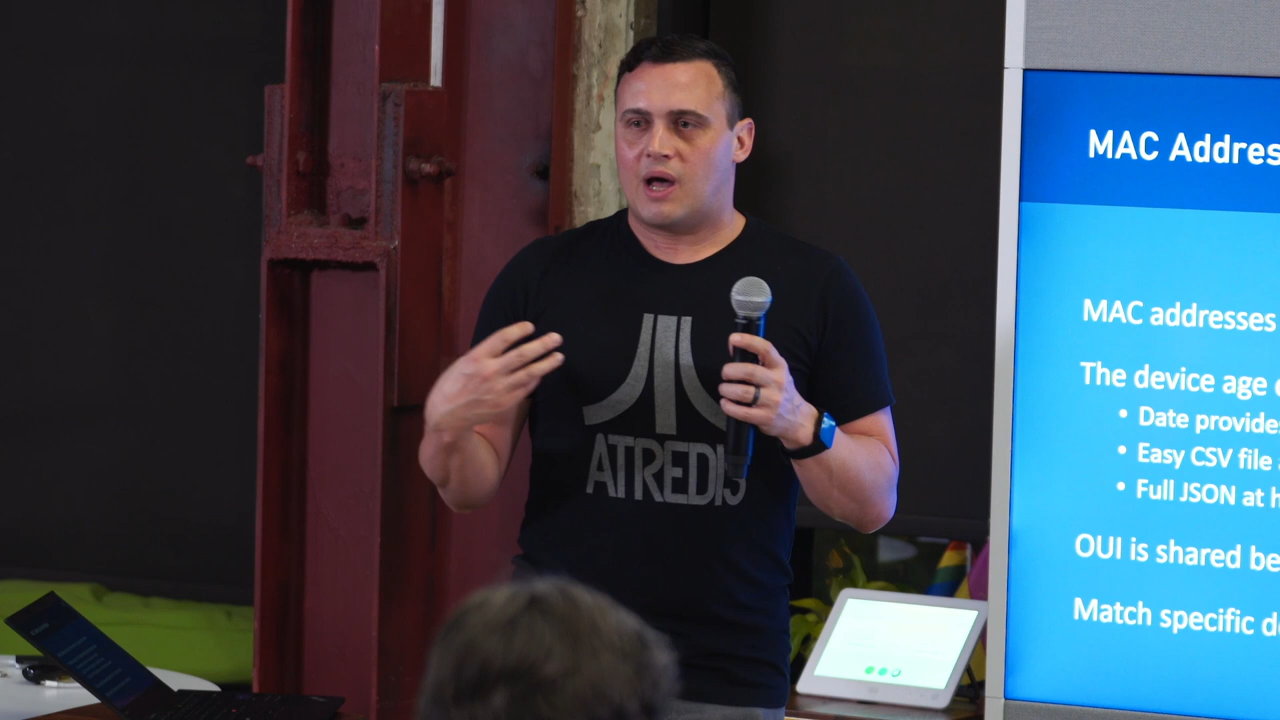 ATREDIS
MAC Addres
MAC addresses
The device age
• Date provides
• Easy CSV file
• Full JSON at h
OUI is shared be
Match specific d